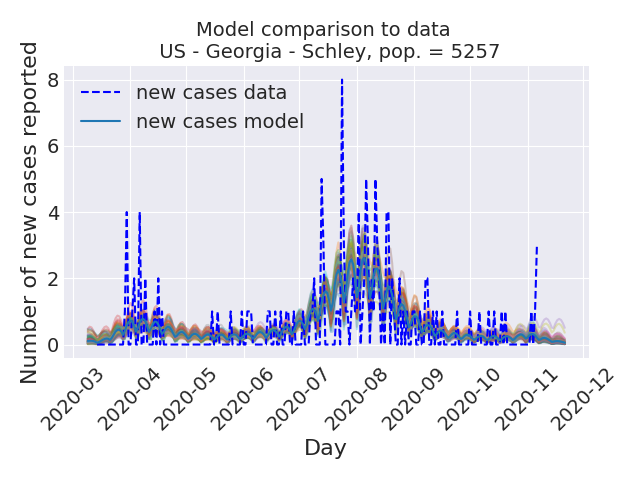 Model comparison to data
US - Georgia - Schley, pop. = 5257
Number of new cases reported
8
6
4
2
0
new cases data
new cases model
2020-03
2020-04
2020-05
2020-06
2020-07
2020-08
2020-09
2020-10
2020-11
2020-12
Day